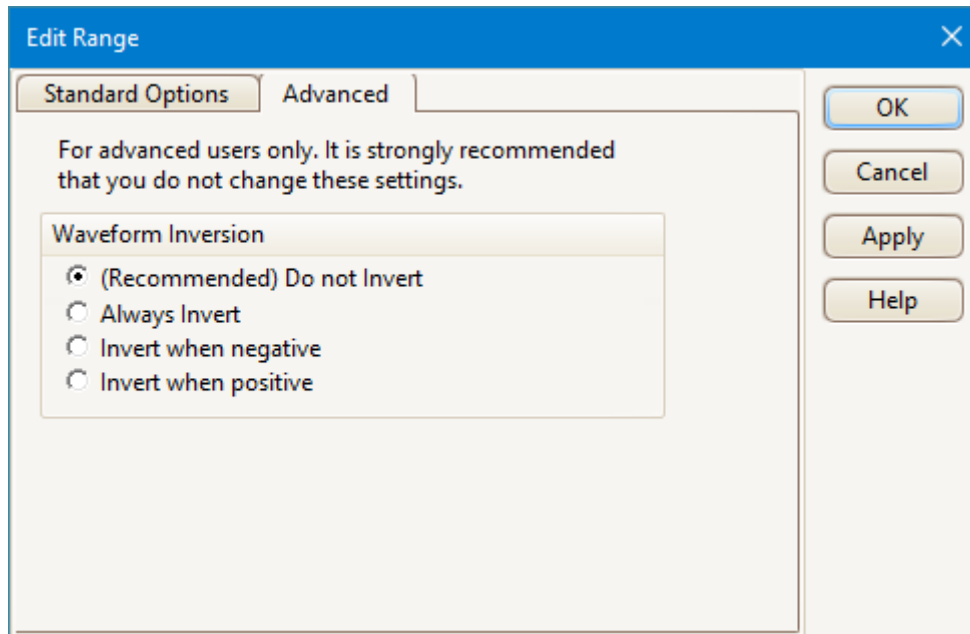 Edit Range
Standard Options
Advanced
For advanced users only. It is strongly recommended
that you do not change these settings.
Waveform Inversion
(Recommended) Do not Invert
Always Invert
Invert when negative
Invert when positive
OK
Cancel
Apply
Help